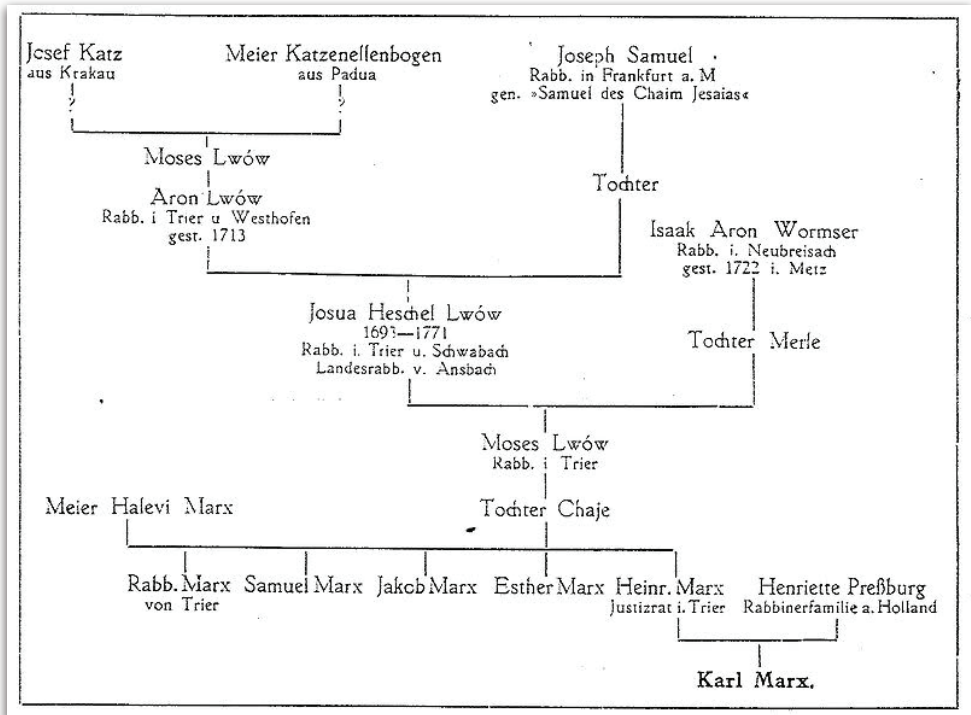 Josef Katz
aus Krakau
Meier Katzenellenbogen
aus Padua
Joseph Samuel
Rabb. in Frankfurt a. M
gen. »Samuel des Chaim Jesaias«
?
?
Moses Lwów
Tochter
Aron Lwów
Rabb. i Trier u Westhofen
gest. 1713
Isaak Aron Wormser
Rabb. i. Neubreisach
gest. 1722 i. Metz
Josua Heschel Lwów
1693—1771
Rabb. i. Trier u. Schwabach
Landesrabb. v. Ansbach
Tochter Merle
Moses Lwów
Rabb. i Trier
Meier Halevi Marx
Tochter Chaje
Rabb. Marx
von Trier
Samuel Marx
Jakob Marx
Esther Marx
Heinr. Marx
Justizrat i. Trier
Henriette Preßburg
Rabbinerfamilie a. Holland
Karl Marx.